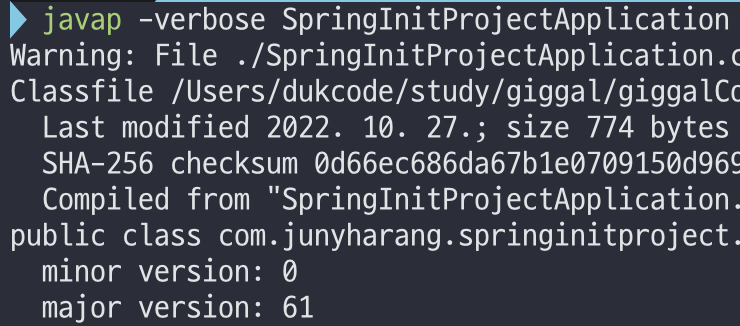 javap -verbose SpringInitProjectApplication
Warning: File ./SpringInitProjectApplication.c
Classfile /Users/dukcode/study/giggal/giggalCo
Last modified 2022. 10. 27.; size 774 bytes
SHA-256 checksum 0d66ec686da67b1e0709150d969
Compiled from "SpringInitProjectApplication.
public class com.junyharang.springinitproject.
minor version: 0
major version: 61